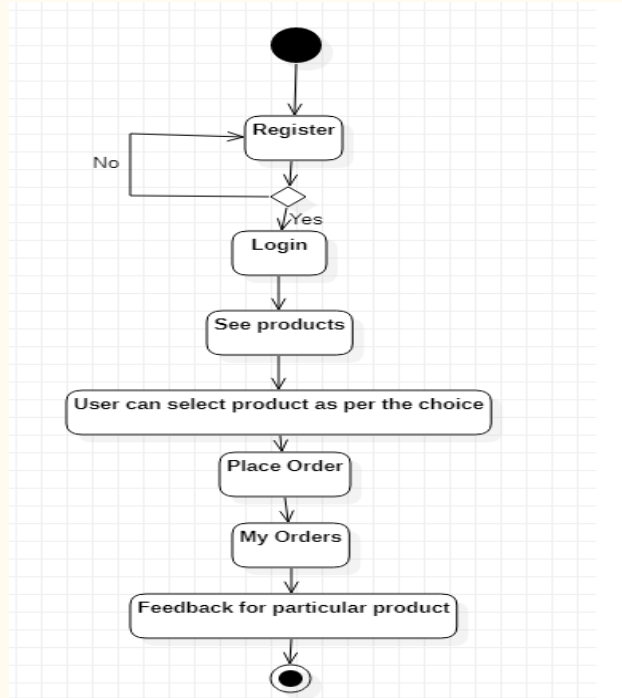 Register
No
Yes
Login
See products
User can select product as per the choice
Place Order
My Orders
Feedback for particular product